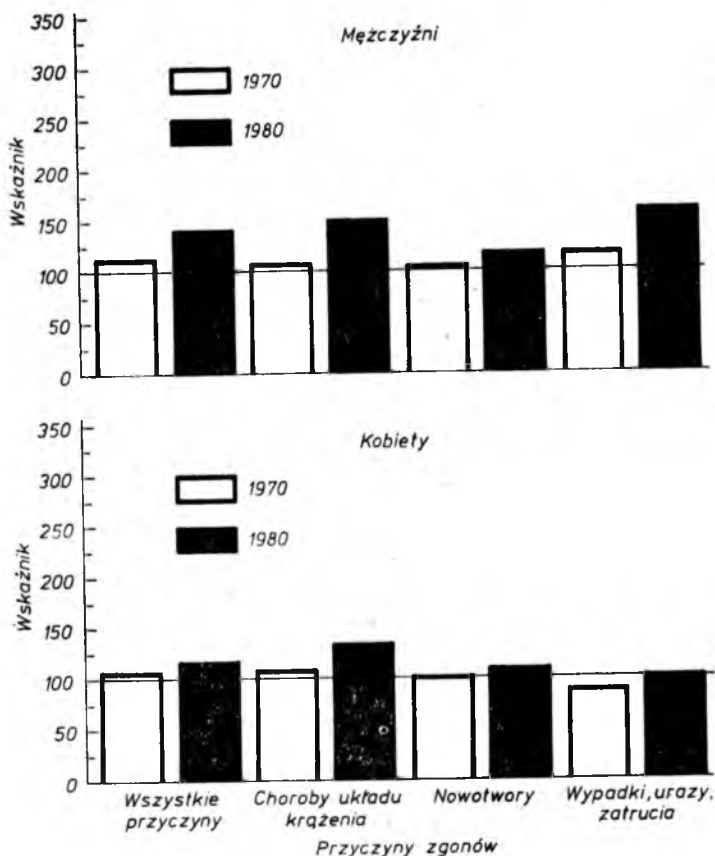 Mężczyźni
350
300
250
200
150
100
50
0
Wskaźnik
1970
1980
Kobiety
350
300
250
200
150
100
50
0
Wskaźnik
1970
1980
Wszystkie przyczyny
Choroby układu krążenia
Nowotwory
Wypadki, urazy, zatrucia
Przyczyny zgonów